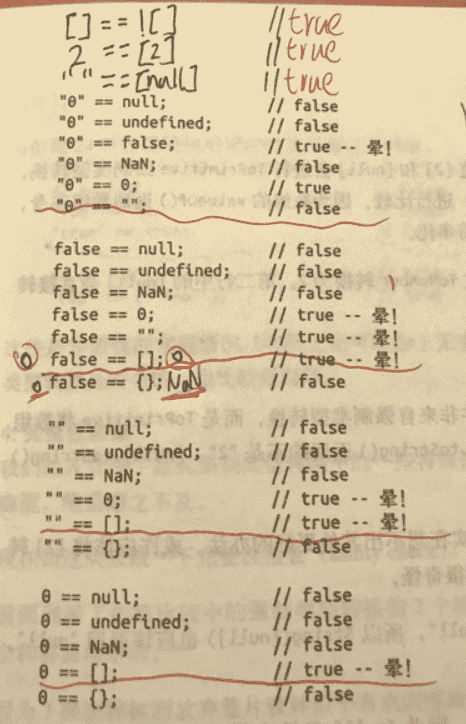 [] == ![] //true
2 == [2] //true
"" == [null] //true
"0" == null; // false
"0" == undefined; // false
"0" == false; // true -- 晕!
"0" == NaN; // false
"0" == 0; // true
"0" == ""; // false
false == null; // false
false == undefined; // false
false == NaN; // false
false == 0; // true -- 晕!
false == ""; // true -- 晕!
0 false == []; 0 // true -- 晕!
0 false == {}; NaN // false
"" == null; // false
"" == undefined; // false
"" == NaN; // false
"" == 0; // true -- 晕!
"" == []; // true -- 晕!
"" == {}; // false
0 == null; // false
0 == undefined; // false
0 == NaN; // false
0 == []; // true -- 晕!
0 == {}; // false